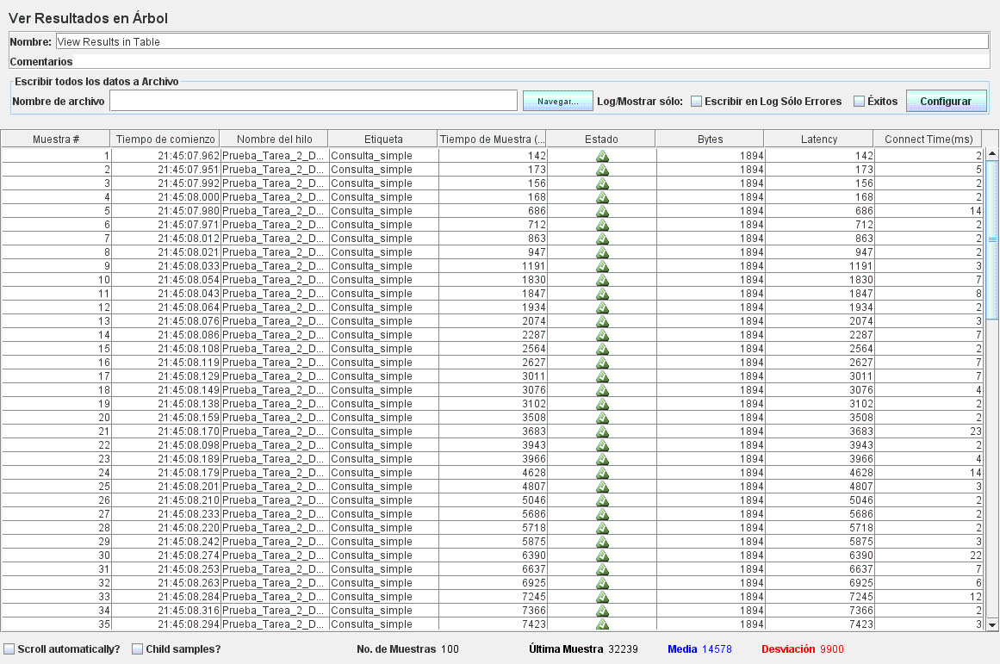 Ver Resultados en Árbol
Nombre: View Results in Table
Comentarios
Escribir todos los datos a Archivo
Nombre de archivo Navegar... Log/Mostrar sólo: Escribir en Log Sólo Errores Éxitos Configurar
Muestra # Tiempo de comienzo Nombre del hilo Etiqueta Tiempo de Muestra (... Estado Bytes Latency Connect Time(ms)
1 21:45:07.962 Prueba_Tarea_2_D... Consulta_simple 142 1894 142 2
2 21:45:07.951 Prueba_Tarea_2_D... Consulta_simple 173 1894 173 5
3 21:45:07.992 Prueba_Tarea_2_D... Consulta_simple 156 1894 156 2
4 21:45:08.000 Prueba_Tarea_2_D... Consulta_simple 168 1894 168 2
5 21:45:07.980 Prueba_Tarea_2_D... Consulta_simple 686 1894 686 14
6 21:45:07.971 Prueba_Tarea_2_D... Consulta_simple 712 1894 712 2
7 21:45:08.012 Prueba_Tarea_2_D... Consulta_simple 863 1894 863 2
8 21:45:08.021 Prueba_Tarea_2_D... Consulta_simple 947 1894 947 2
9 21:45:08.033 Prueba_Tarea_2_D... Consulta_simple 1191 1894 1191 3
10 21:45:08.054 Prueba_Tarea_2_D... Consulta_simple 1830 1894 1830 7
11 21:45:08.043 Prueba_Tarea_2_D... Consulta_simple 1847 1894 1847 8
12 21:45:08.064 Prueba_Tarea_2_D... Consulta_simple 1934 1894 1934 2
13 21:45:08.076 Prueba_Tarea_2_D... Consulta_simple 2074 1894 2074 3
14 21:45:08.086 Prueba_Tarea_2_D... Consulta_simple 2287 1894 2287 7
15 21:45:08.108 Prueba_Tarea_2_D... Consulta_simple 2564 1894 2564 2
16 21:45:08.119 Prueba_Tarea_2_D... Consulta_simple 2627 1894 2627 7
17 21:45:08.129 Prueba_Tarea_2_D... Consulta_simple 3011 1894 3011 7
18 21:45:08.149 Prueba_Tarea_2_D... Consulta_simple 3076 1894 3076 4
19 21:45:08.138 Prueba_Tarea_2_D... Consulta_simple 3102 1894 3102 2
20 21:45:08.159 Prueba_Tarea_2_D... Consulta_simple 3508 1894 3508 2
21 21:45:08.170 Prueba_Tarea_2_D... Consulta_simple 3683 1894 3683 23
22 21:45:08.098 Prueba_Tarea_2_D... Consulta_simple 3943 1894 3943 2
23 21:45:08.189 Prueba_Tarea_2_D... Consulta_simple 3966 1894 3966 4
24 21:45:08.179 Prueba_Tarea_2_D... Consulta_simple 4628 1894 4628 14
25 21:45:08.201 Prueba_Tarea_2_D... Consulta_simple 4807 1894 4807 3
26 21:45:08.210 Prueba_Tarea_2_D... Consulta_simple 5046 1894 5046 2
27 21:45:08.233 Prueba_Tarea_2_D... Consulta_simple 5686 1894 5686 2
28 21:45:08.220 Prueba_Tarea_2_D... Consulta_simple 5718 1894 5718 2
29 21:45:08.242 Prueba_Tarea_2_D... Consulta_simple 5875 1894 5875 3
30 21:45:08.274 Prueba_Tarea_2_D... Consulta_simple 6390 1894 6390 22
31 21:45:08.253 Prueba_Tarea_2_D... Consulta_simple 6637 1894 6637 7
32 21:45:08.263 Prueba_Tarea_2_D... Consulta_simple 6925 1894 6925 6
33 21:45:08.284 Prueba_Tarea_2_D... Consulta_simple 7245 1894 7245 12
34 21:45:08.316 Prueba_Tarea_2_D... Consulta_simple 7366 1894 7366 2
35 21:45:08.294 Prueba_Tarea_2_D... Consulta_simple 7423 1894 7423 3
Scroll automatically? Child samples? No. de Muestras 100 Última Muestra 32239 Media 14578 Desviación 9900